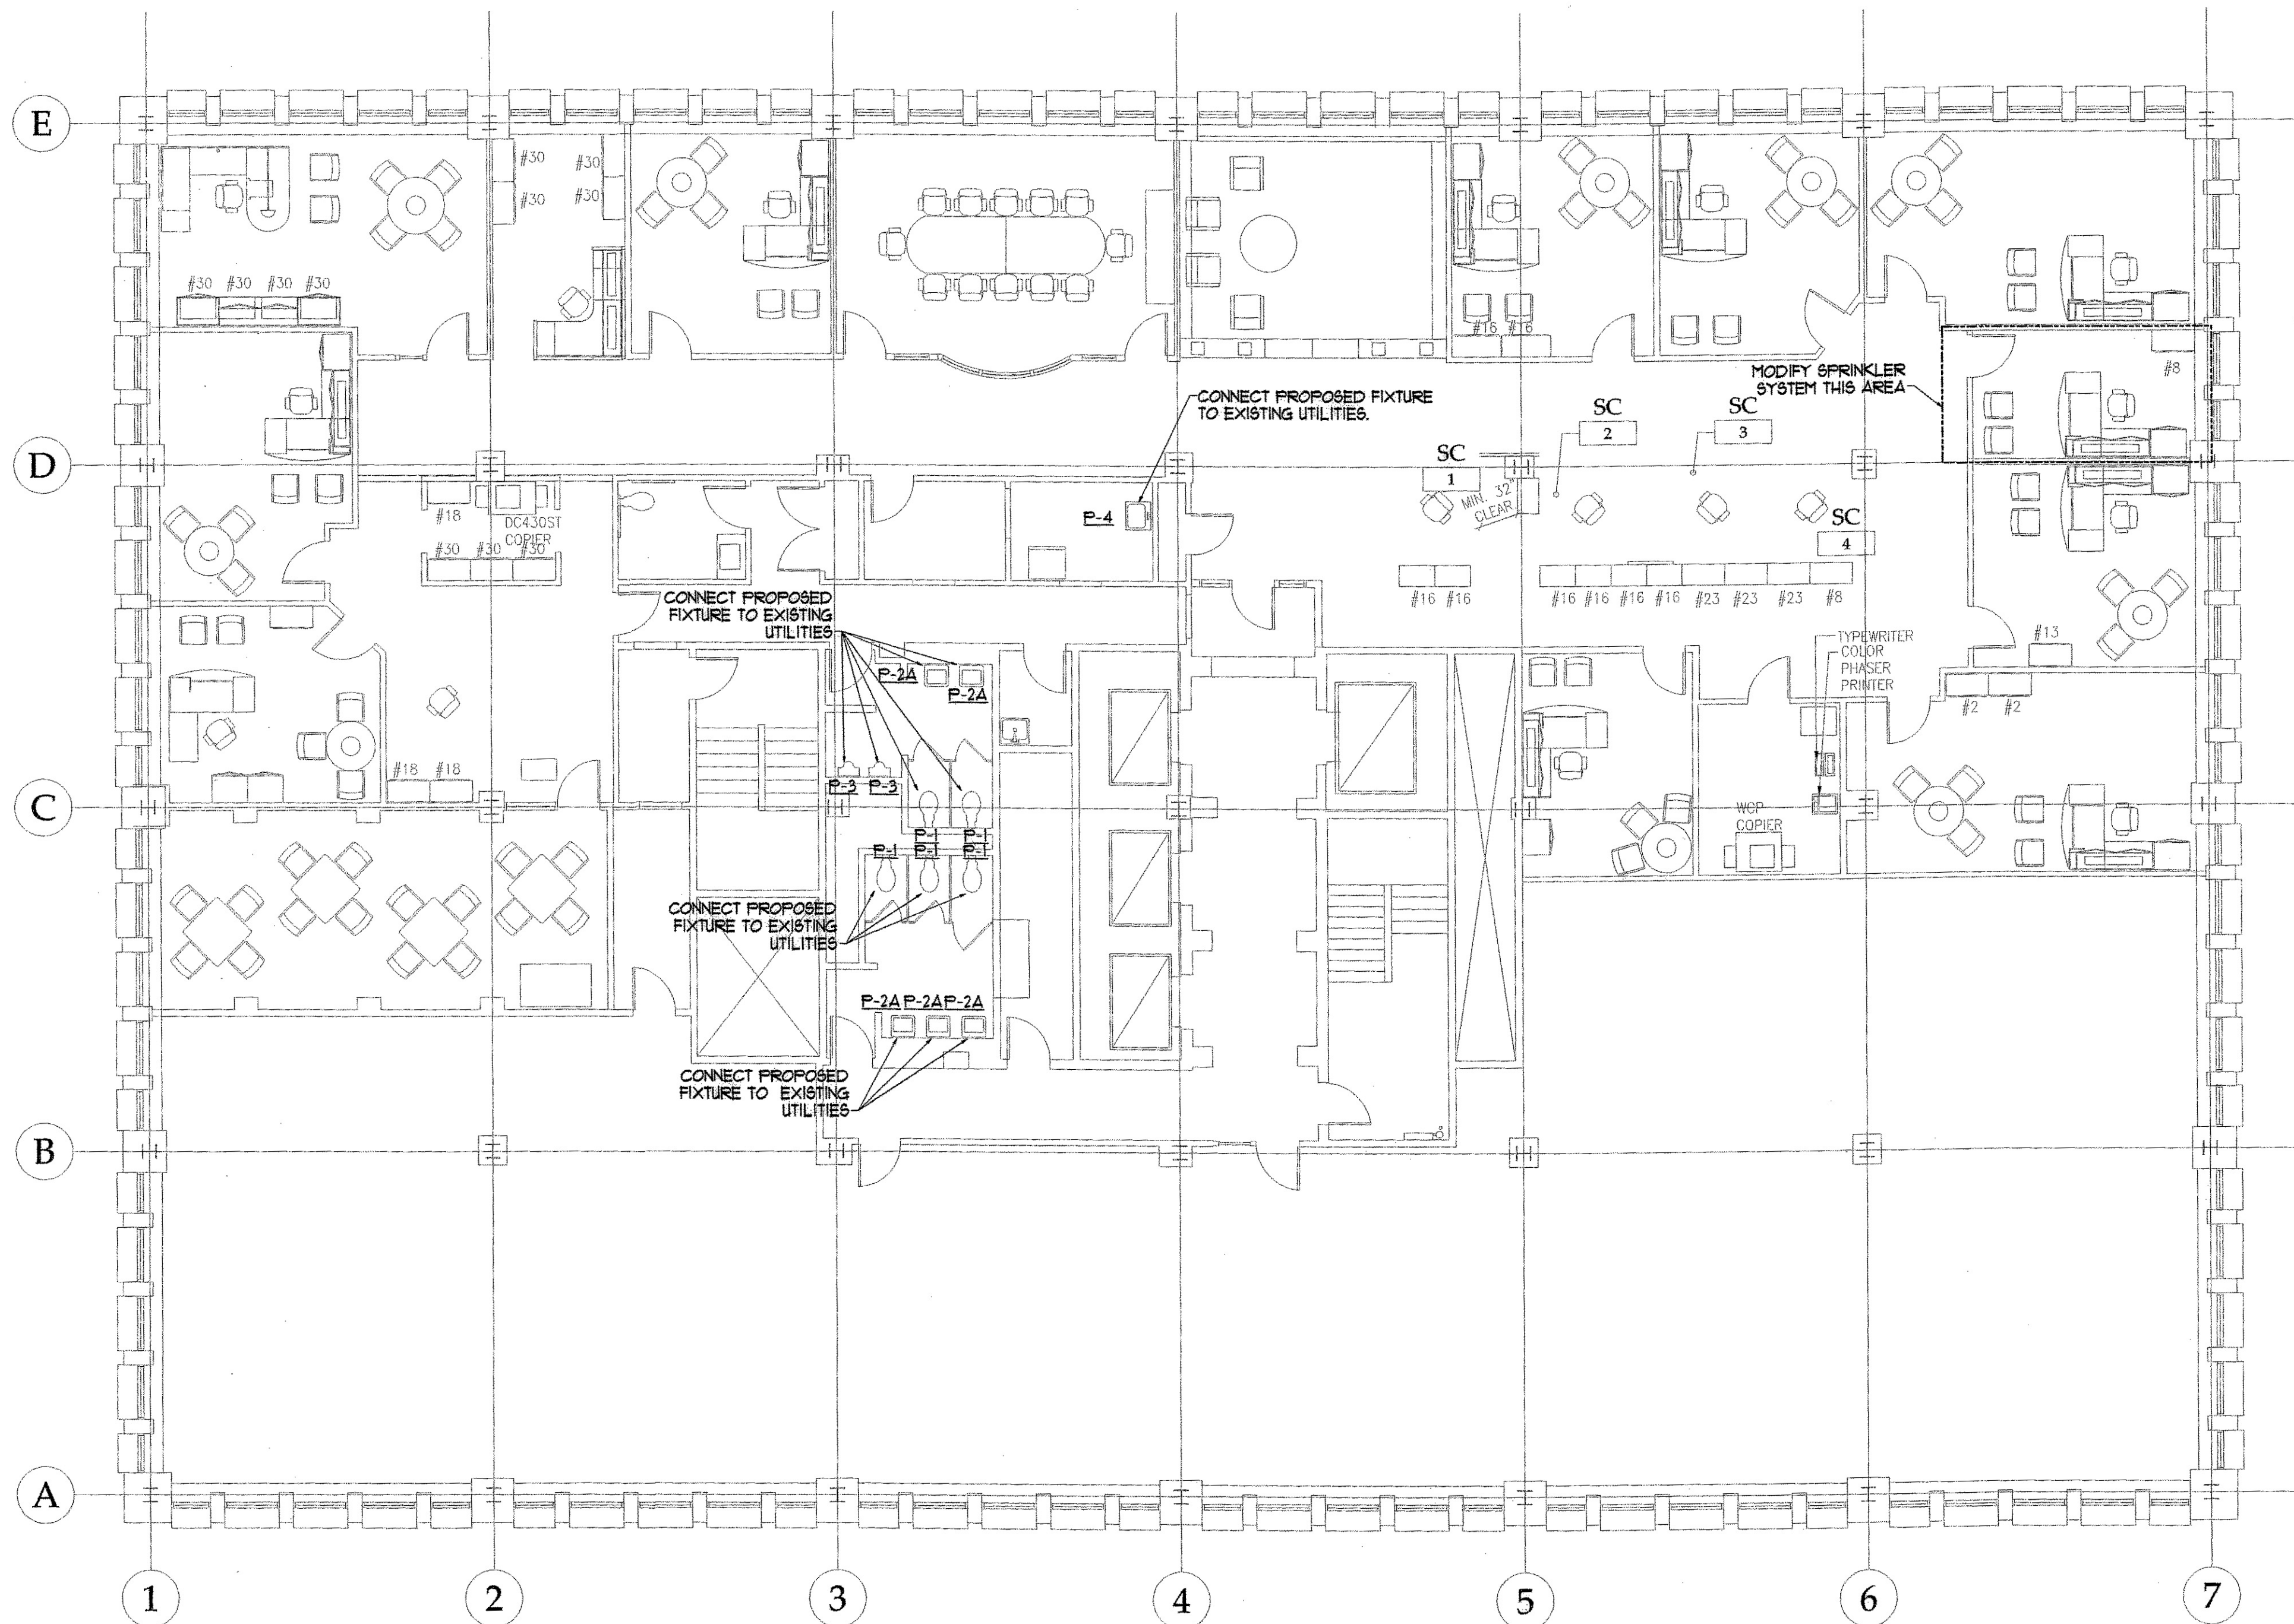 E
#30
#30
#30
#30
#30 #30 #30 #30
#16 #16
MODIFY SPRINKLER
SYSTEM THIS AREA
#8
CONNECT PROPOSED FIXTURE
TO EXISTING UTILITIES.
SC
2
SC
3
D
SC
1
MIN. 32"
CLEAR
#18
DC430ST
COPIER
#30 #30 #30
P-4
SC
4
CONNECT PROPOSED
FIXTURE TO EXISTING
UTILITIES
#16 #16
#16 #16 #16 #16 #23 #23 #23 #8
TYPEWRITER
COLOR
PHASER
PRINTER
#13
P-2A
P-2A
#2 #2
#18 #18
P-3 P-3
C
WCP
COPIER
P-1 P-1
P-1 P-1 P-1
CONNECT PROPOSED
FIXTURE TO EXISTING
UTILITIES
P-2A P-2A P-2A
CONNECT PROPOSED
FIXTURE TO EXISTING
UTILITIES
B
A
1 2 3 4 5 6 7